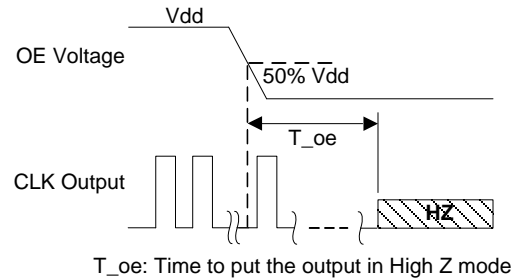 Vdd
OE Voltage
50% Vdd
T_oe
CLK Output
HZ
T_oe: Time to put the output in High Z mode